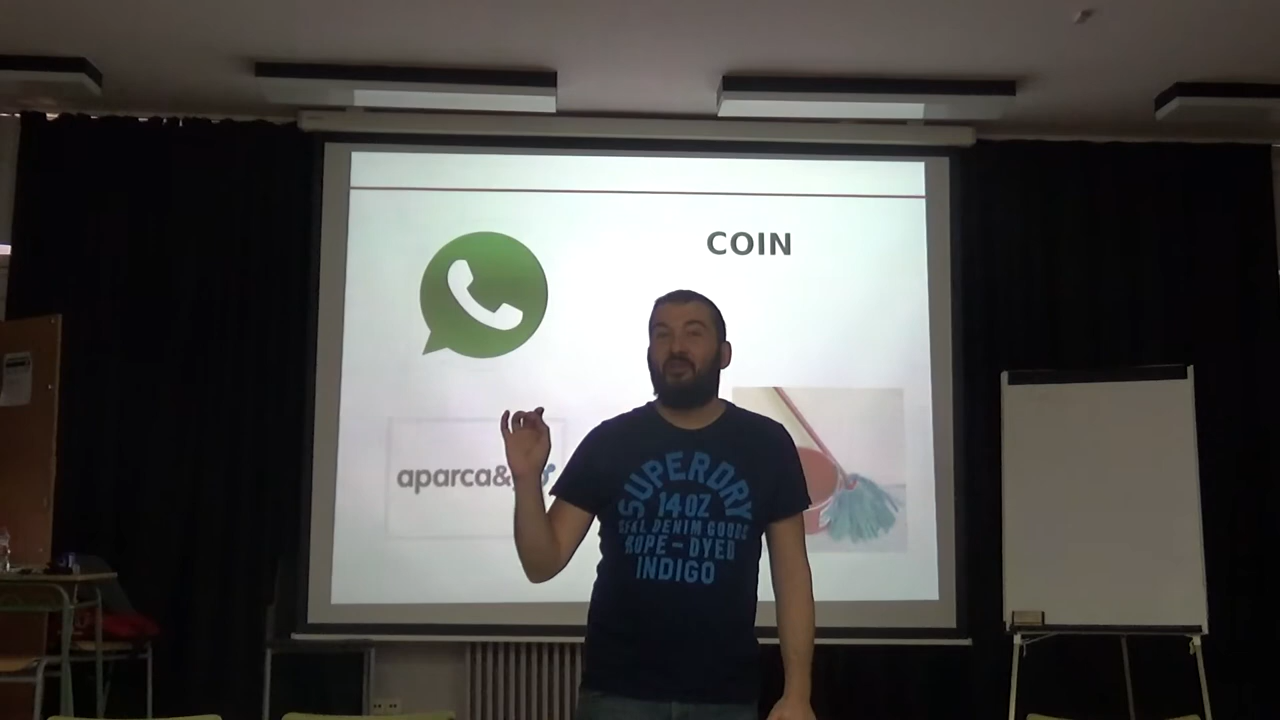 COIN
aparca&
SUPERDRY
14OZ
REAL DENIM GOODS
ROPE - DYED
INDIGO